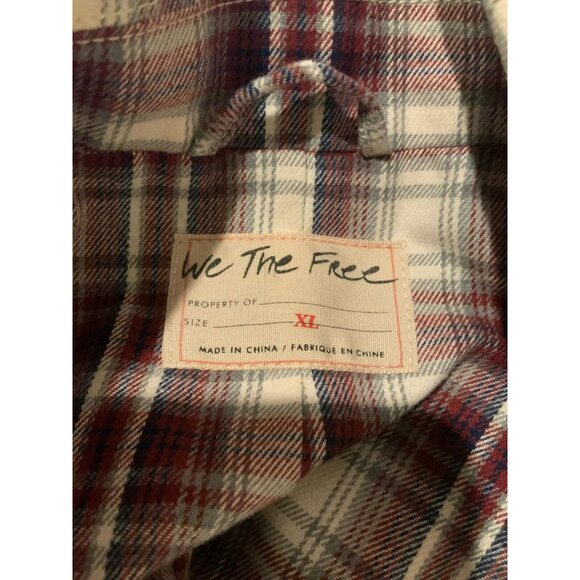 We The Free
PROPERTY OF
SIZE XL
MADE IN CHINA / FABRIQUE EN CHINE